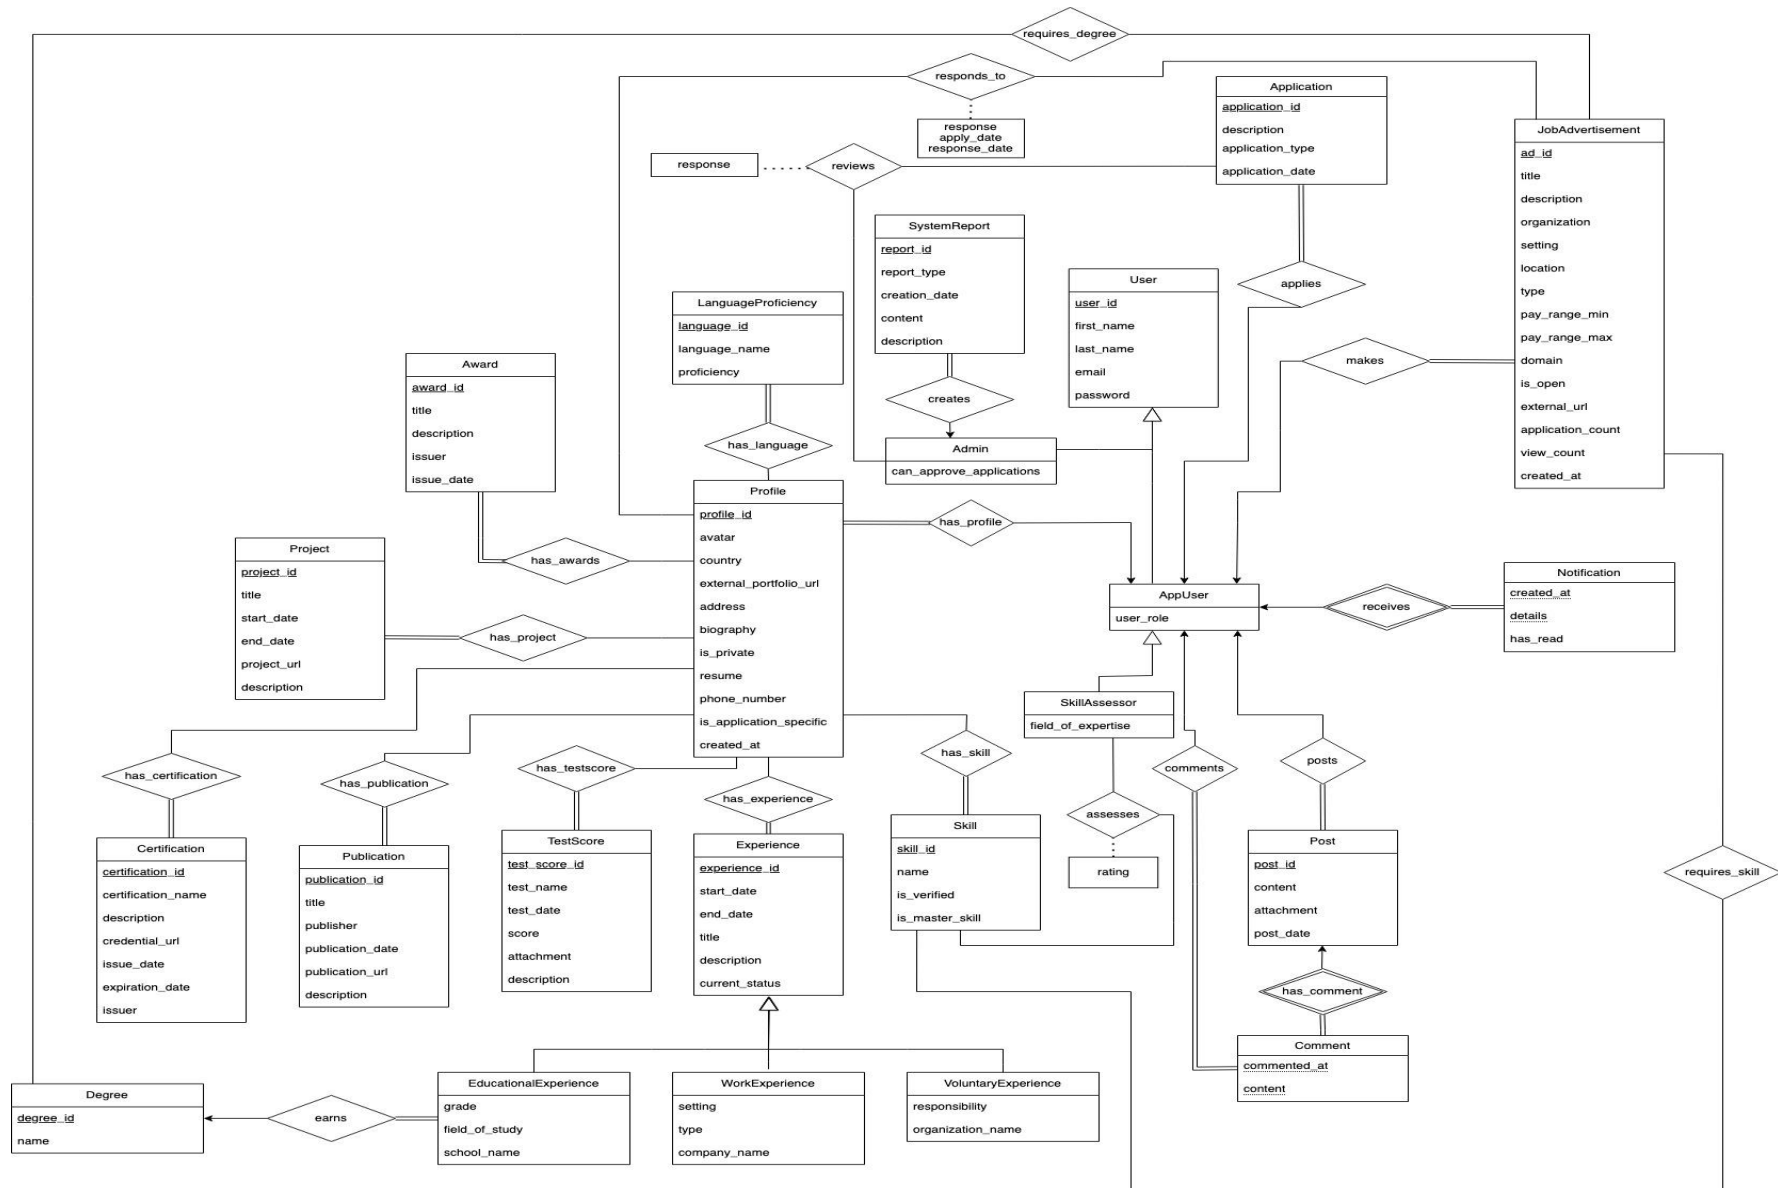 requires_degree
responds_to
response
apply_date
response_date
Application
application_id
description
application_type
application_date
JobAdvertisement
ad_id
title
description
organization
setting
location
type
pay_range_min
pay_range_max
domain
is_open
external_url
application_count
view_count
created_at
response
reviews
SystemReport
report_id
report_type
creation_date
content
description
User
user_id
first_name
last_name
email
password
applies
makes
LanguageProficiency
language_id
language_name
proficiency
creates
Award
award_id
title
description
issuer
issue_date
has_language
Admin
can_approve_applications
Profile
profile_id
avatar
country
external_portfolio_url
address
biography
is_private
resume
phone_number
is_application_specific
created_at
has_profile
has_awards
Project
project_id
title
start_date
end_date
project_url
description
has_project
AppUser
user_role
receives
Notification
created_at
details
has_read
SkillAssessor
field_of_expertise
has_certification
has_publication
has_testscore
has_experience
has_skill
comments
posts
assesses
rating
Certification
certification_id
certification_name
description
credential_url
issue_date
expiration_date
issuer
Publication
publication_id
title
publisher
publication_date
publication_url
description
TestScore
test_score_id
test_name
test_date
score
attachment
description
Experience
experience_id
start_date
end_date
title
description
current_status
Skill
skill_id
name
is_verified
is_master_skill
Post
post_id
content
attachment
post_date
requires_skill
has_comment
Comment
commented_at
content
Degree
degree_id
name
earns
EducationalExperience
grade
field_of_study
school_name
WorkExperience
setting
type
company_name
VoluntaryExperience
responsibility
organization_name